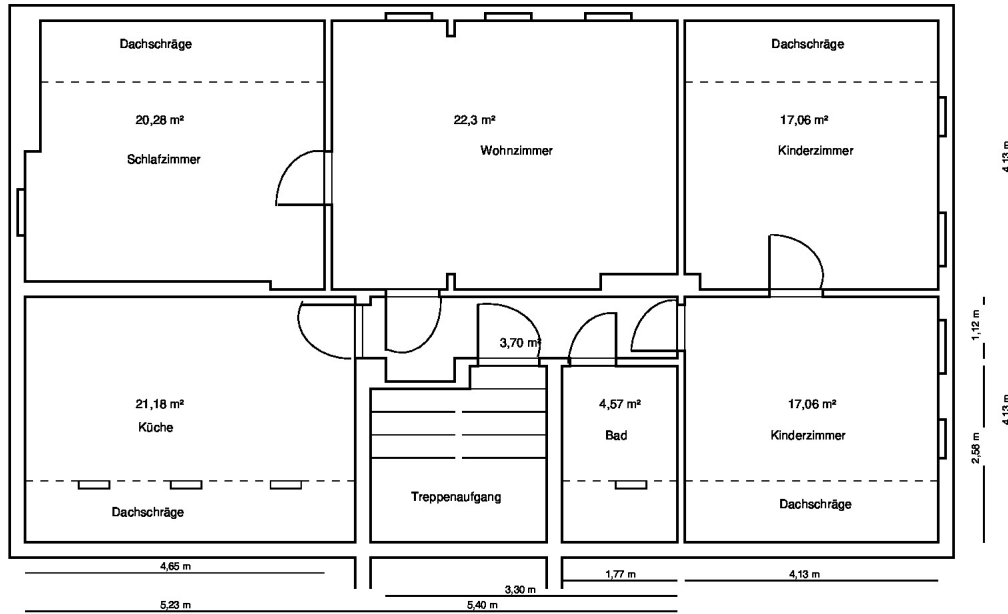 Dachschräge
Dachschräge
20,28 m²
22,3 m²
17,06 m²
Schlafzimmer
Wohnzimmer
Kinderzimmer
4,13 m
3,70 m²
1,12 m
21,18 m²
4,57 m²
17,06 m²
4,13 m
Küche
Bad
Kinderzimmer
2,58 m
Treppenaufgang
Dachschräge
Dachschräge
4,65 m
1,77 m
4,13 m
3,30 m
5,23 m
5,40 m